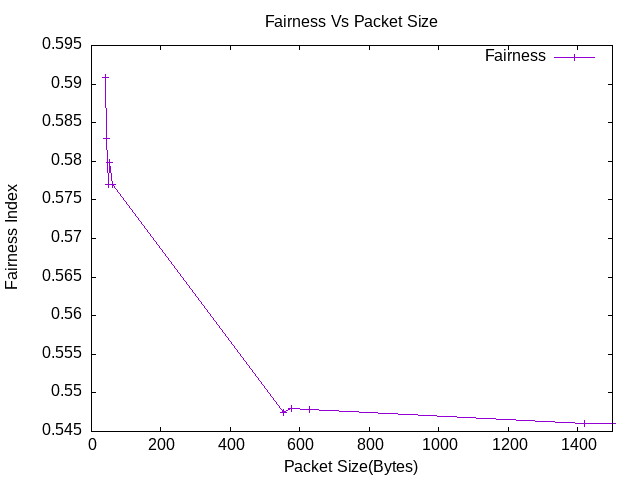 Fairness Vs Packet Size
Fairness
0.595
0.59
0.585
0.58
0.575
0.57
0.565
0.56
0.555
0.55
0.545
Fairness Index
0 200 400 600 800 1000 1200 1400
Packet Size(Bytes)